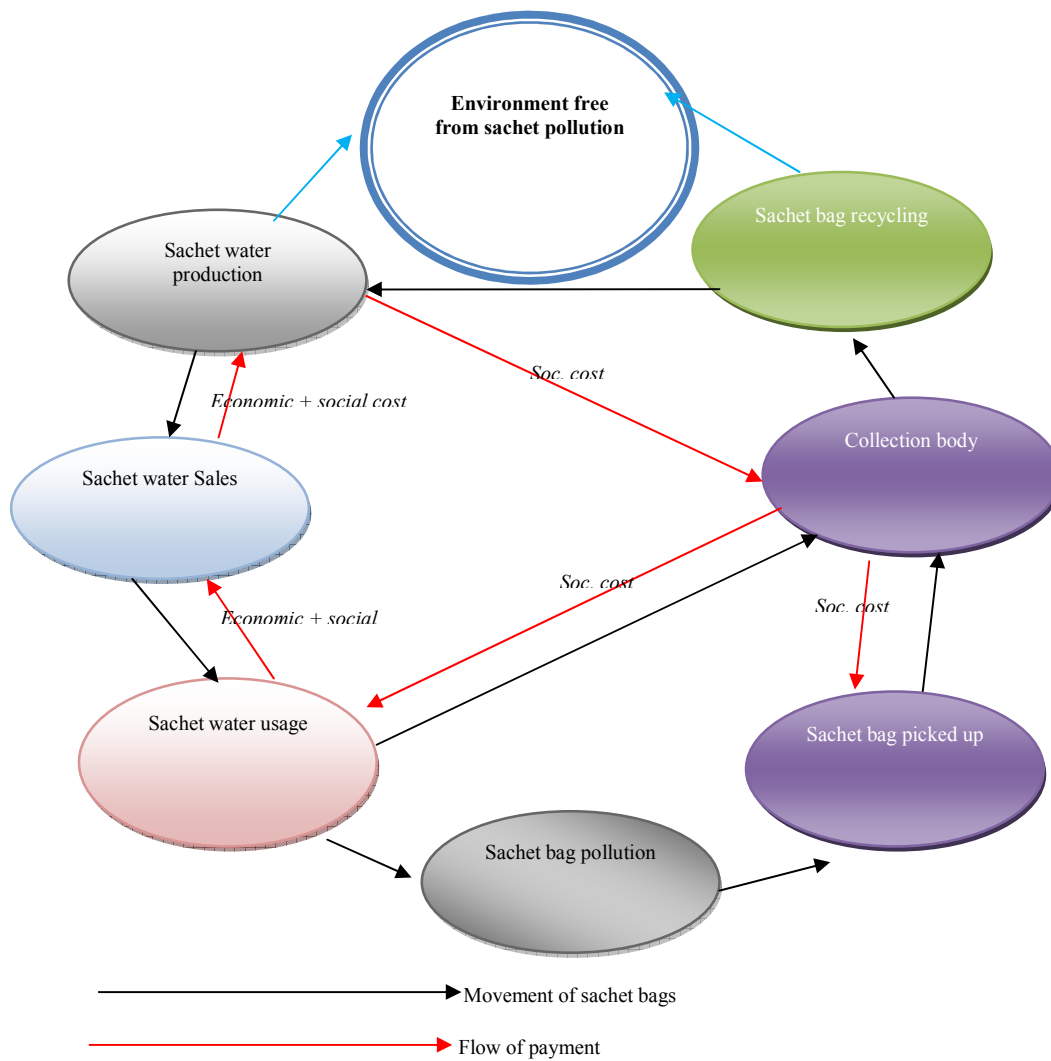 Environment free
from sachet pollution
Sachet bag recycling
Sachet water
production
Soc. cost
Economic + social cost
Collection body
Sachet water Sales
Soc. cost
Soc. cost
Economic + social
Sachet water usage
Sachet bag picked up
Sachet bag pollution
Movement of sachet bags
Flow of payment